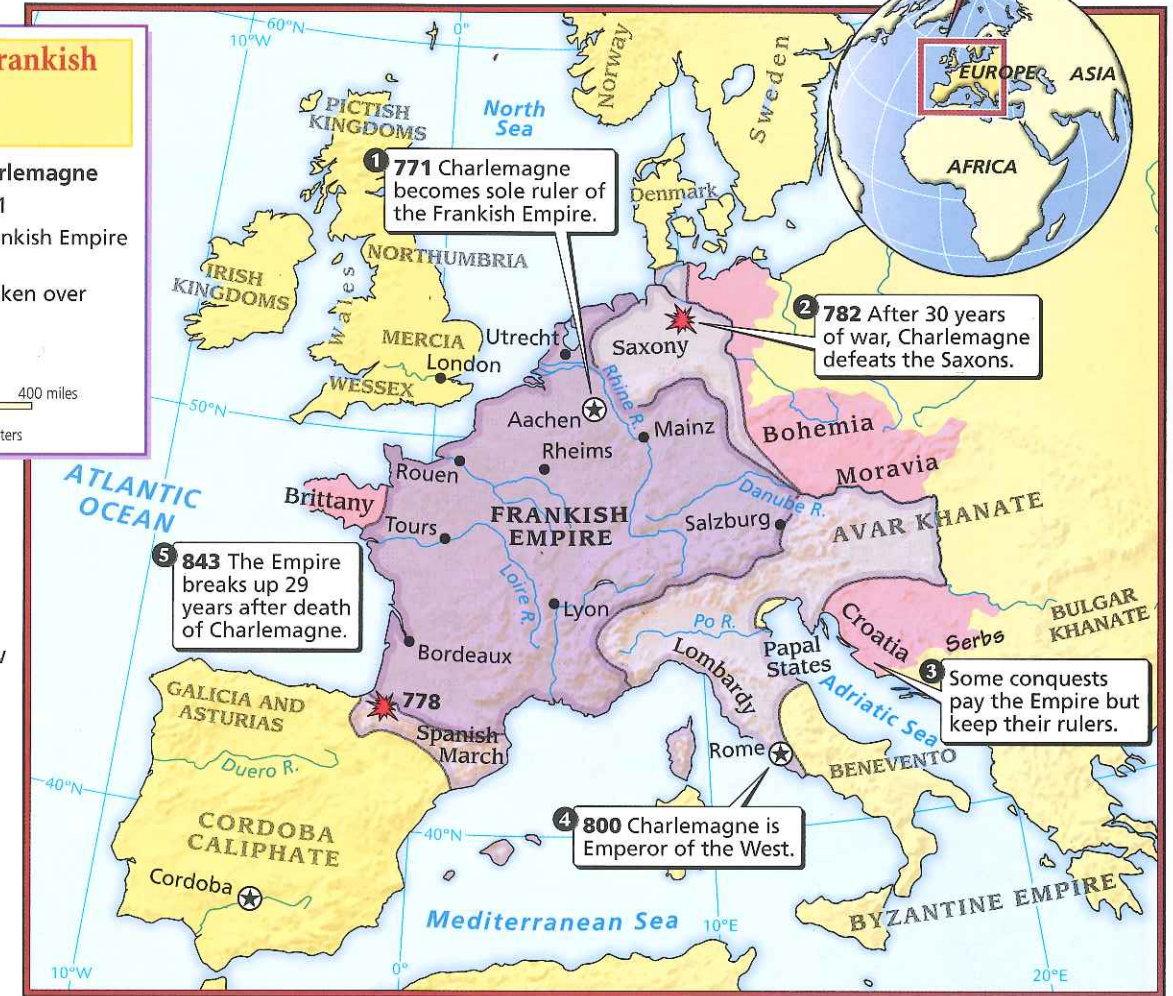 rankish
rlemagne
1
nkish Empire
ken over
400 miles
ters
60°N
10°W
0°
Norway
Sweden
EUROPE
ASIA
AFRICA
PICTISH
KINGDOMS
North
Sea
1 771 Charlemagne
becomes sole ruler of
the Frankish Empire.
Denmark
NORTHUMBRIA
IRISH
KINGDOMS
Wales
MERCIA
London
WESSEX
Utrecht
Saxony
2 782 After 30 years
of war, Charlemagne
defeats the Saxons.
50°N
Rhine R.
Aachen
Mainz
Rheims
Rouen
Bohemia
Moravia
ATLANTIC
OCEAN
Brittany
Tours
FRANKISH
EMPIRE
Danube R.
Salzburg
AVAR KHANATE
5 843 The Empire
breaks up 29
years after death
of Charlemagne.
Loire R.
Lyon
Po R.
Bordeaux
Lombardy
Papal
States
Croatia
Serbs
BULGAR
KHANATE
3 Some conquests
pay the Empire but
keep their rulers.
Adriatic Sea
GALICIA AND
ASTURIAS
778
Spanish
March
Duero R.
Rome
BENEVENTO
40°N
40°N
4 800 Charlemagne is
Emperor of the West.
CORDOBA
CALIPHATE
Cordoba
Mediterranean Sea
BYZANTINE EMPIRE
10°W
0°
10°E
20°E